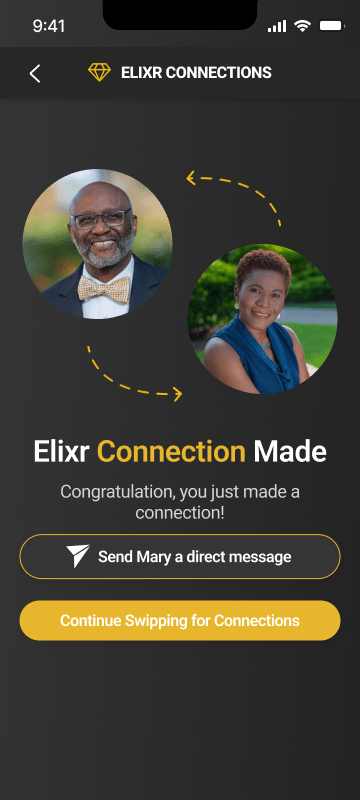 9:41
ELIXR CONNECTIONS
Elixr Connection Made
Congratulation, you just made a
connection!
Send Mary a direct message
Continue Swipping for Connections